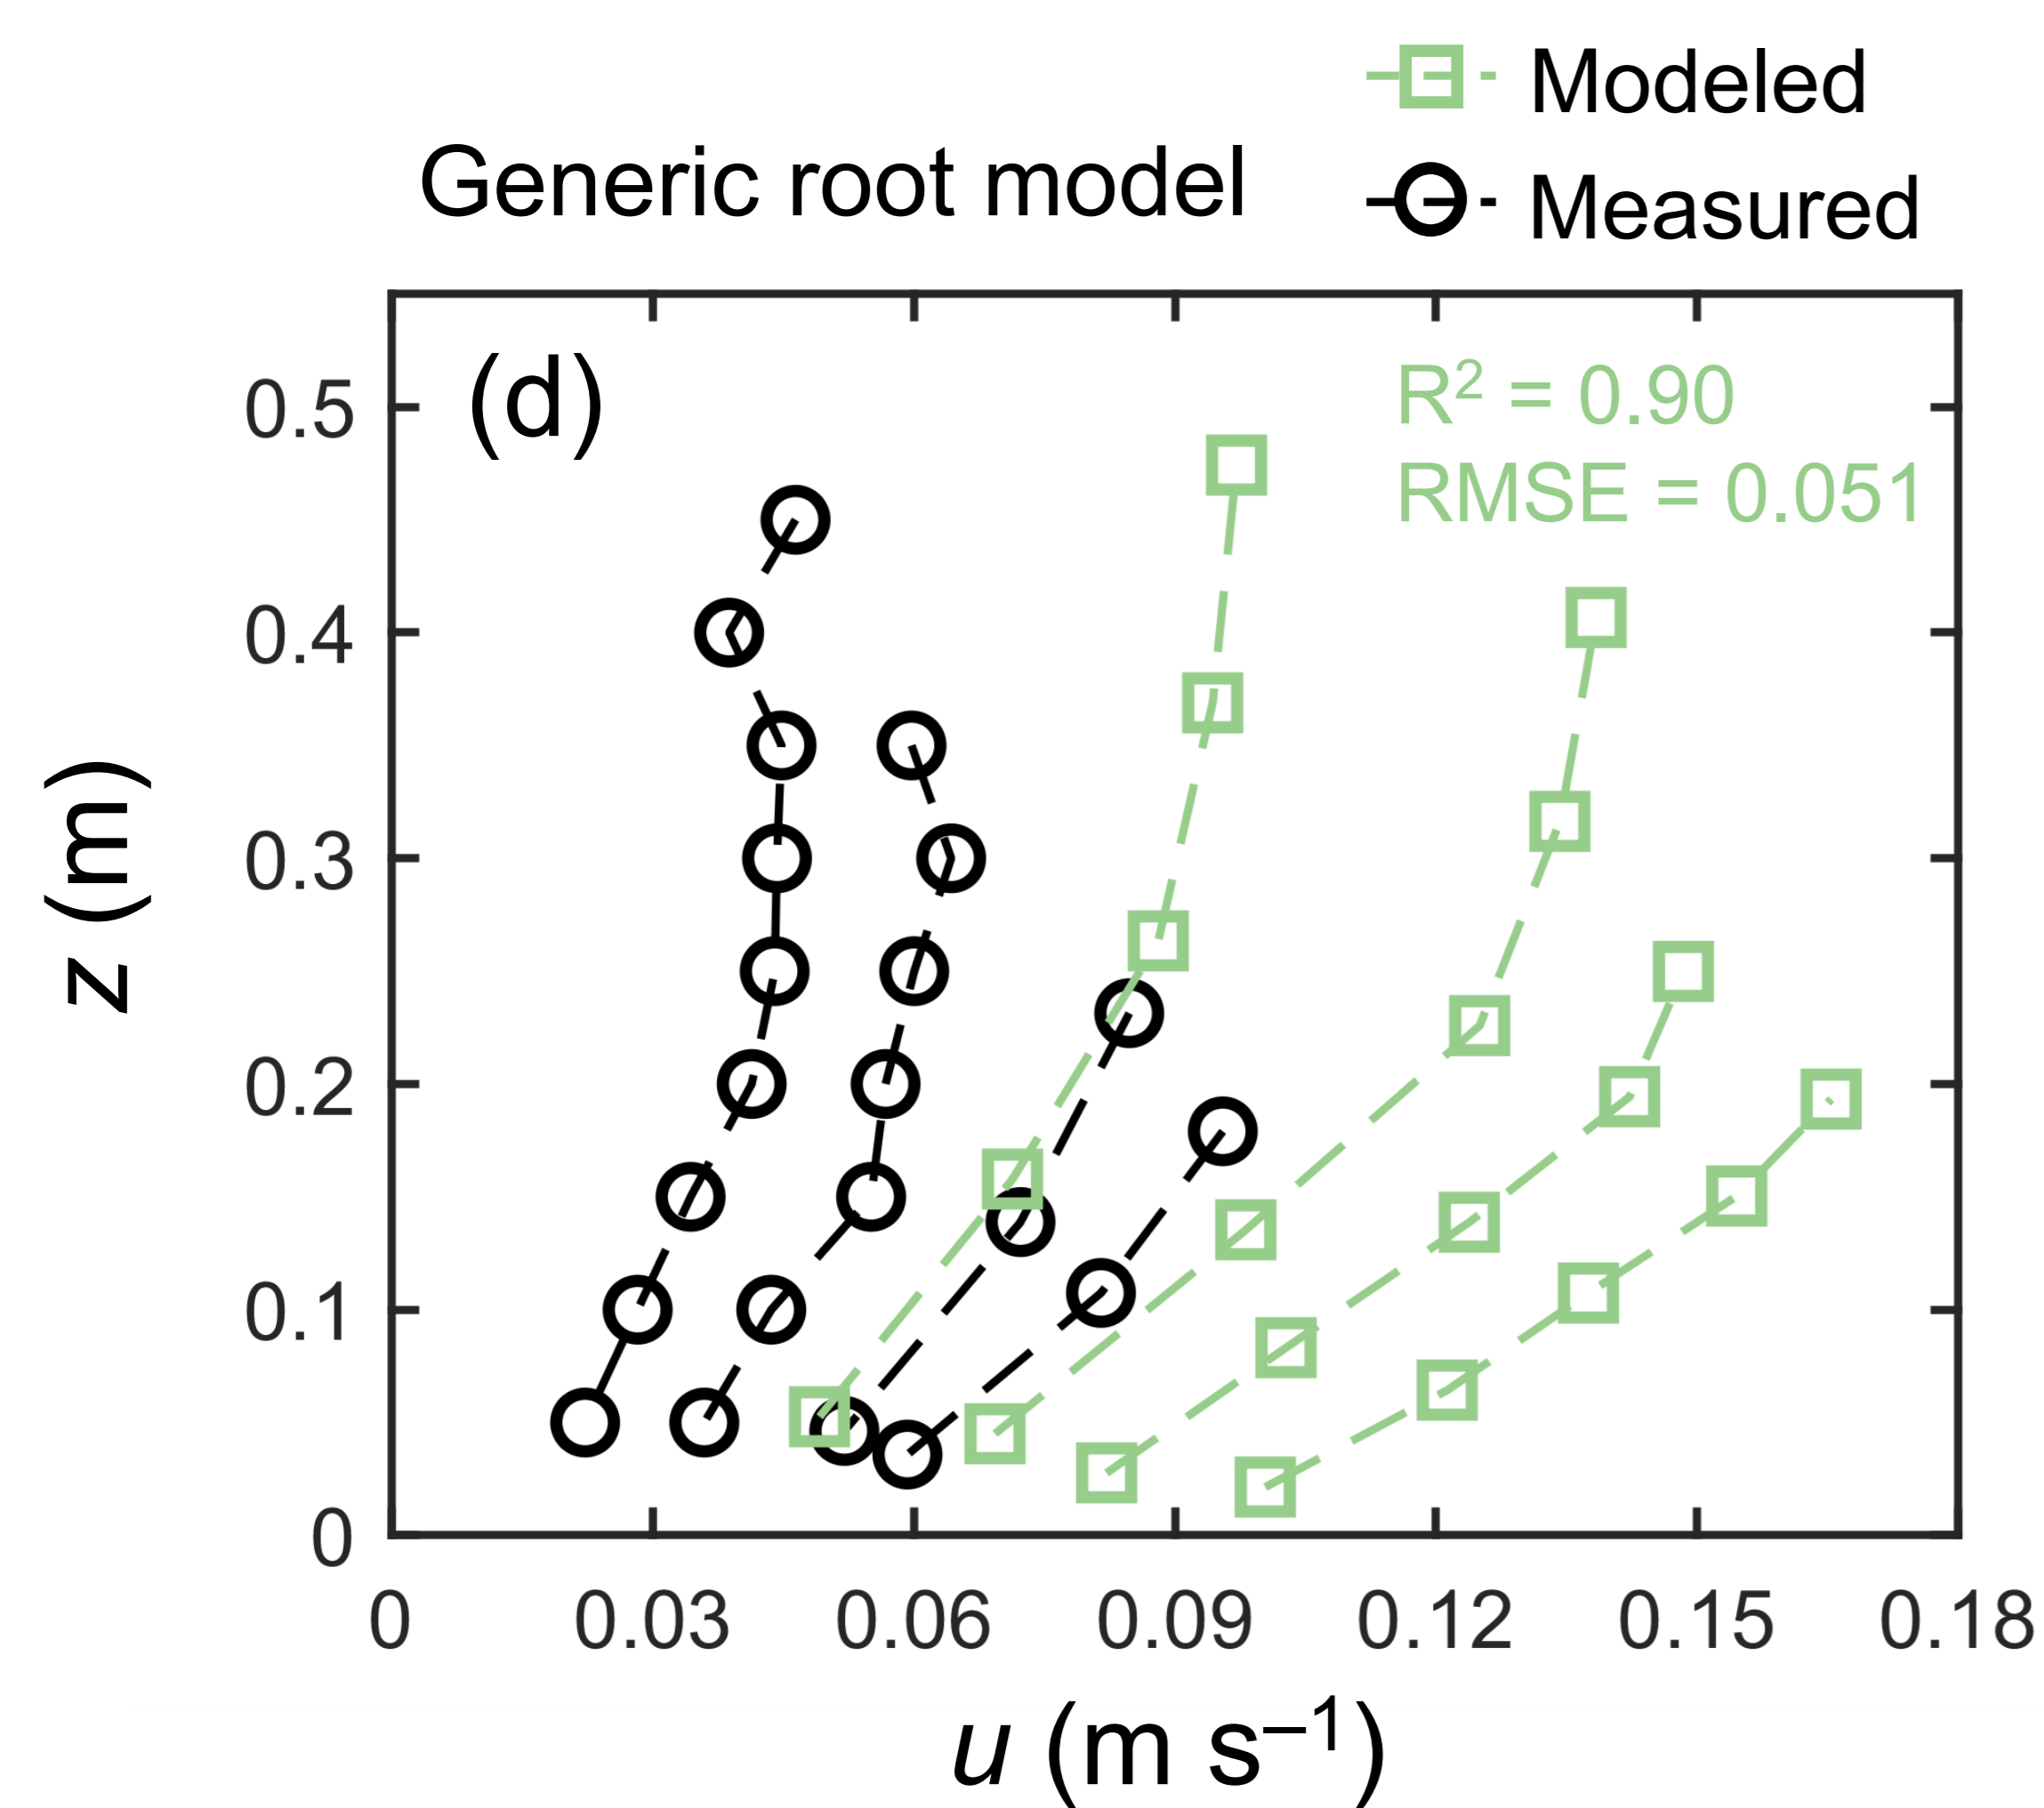 Modeled
Generic root model
Measured
(d)
R² = 0.90
RMSE = 0.051
0.5
0.4
0.3
0.2
0.1
0
z (m)
0 0.03 0.06 0.09 0.12 0.15 0.18
u (m s⁻¹)